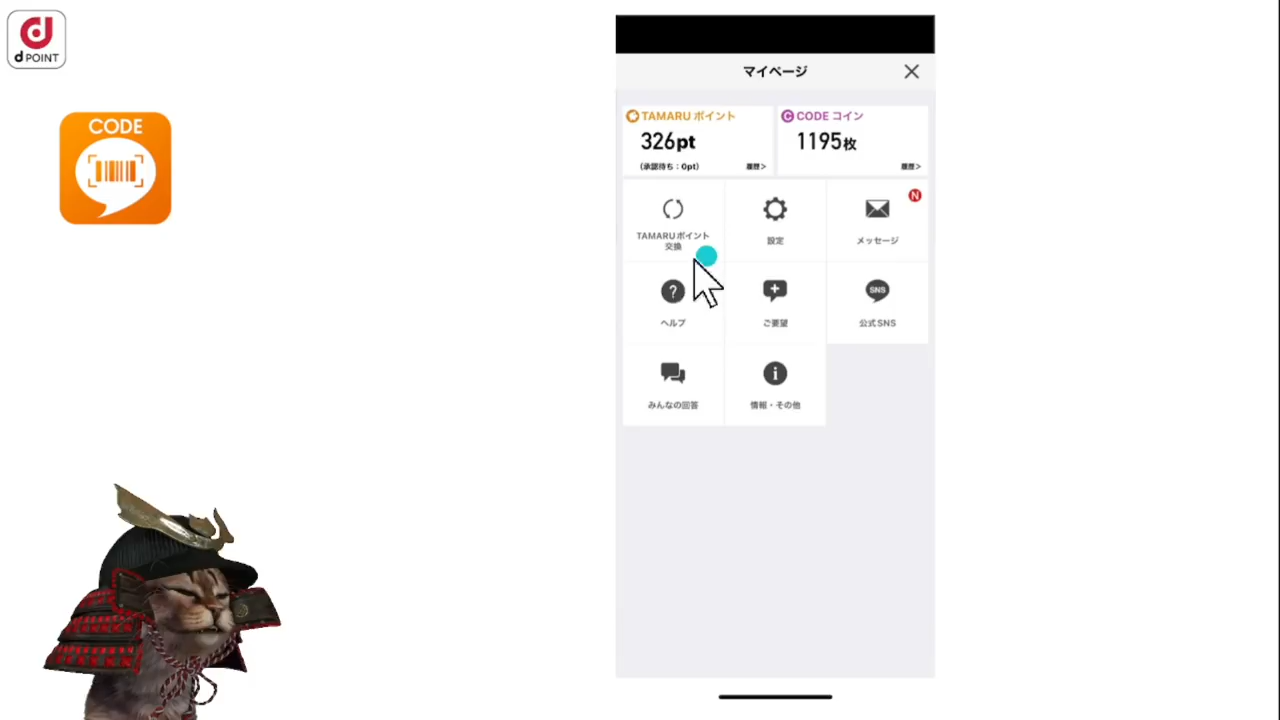 d POINT
CODE
マイページ
TAMARU ポイント
326pt
(承認待ち：0pt)
履歴>
CODE コイン
1195枚
履歴>
TAMARUポイント
交換
設定
N
メッセージ
?
ヘルプ
ご要望
SNS
公式SNS
みんなの回答
情報・その他